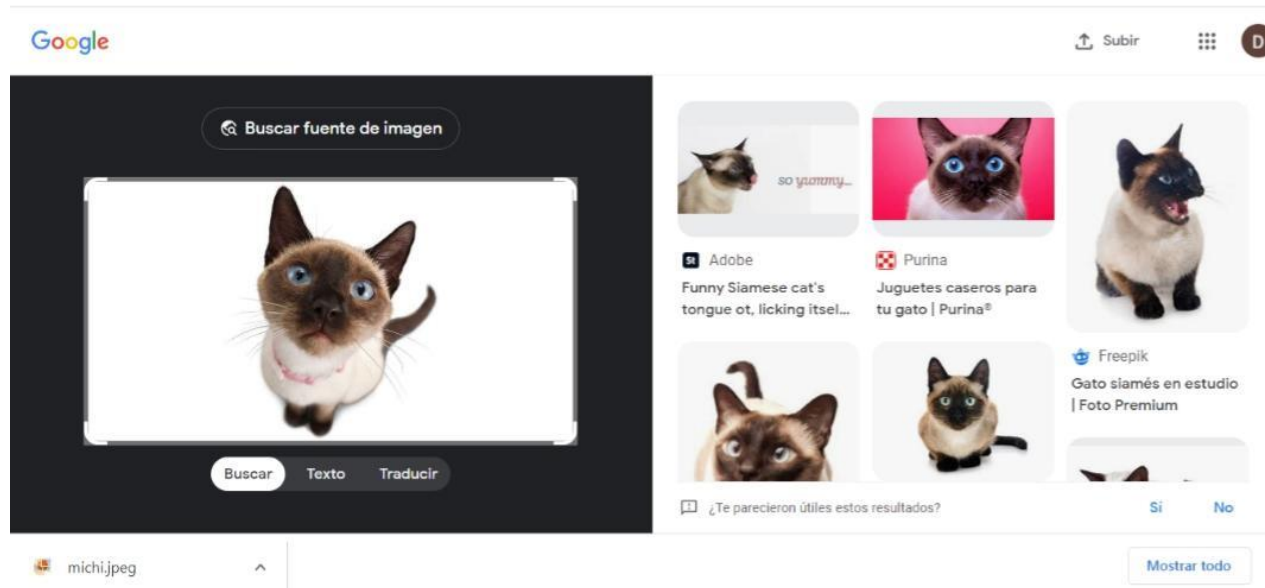 Google
Subir
D
Buscar fuente de imagen
Buscar
Texto
Traducir
so yummy...
St Adobe
Funny Siamese cat's
tongue ot, licking itsel...
Purina
Juguetes caseros para
tu gato | Purina®
Freepik
Gato siamés en estudio
| Foto Premium
¿Te parecieron útiles estos resultados?
Sí
No
michi.jpeg
Mostrar todo